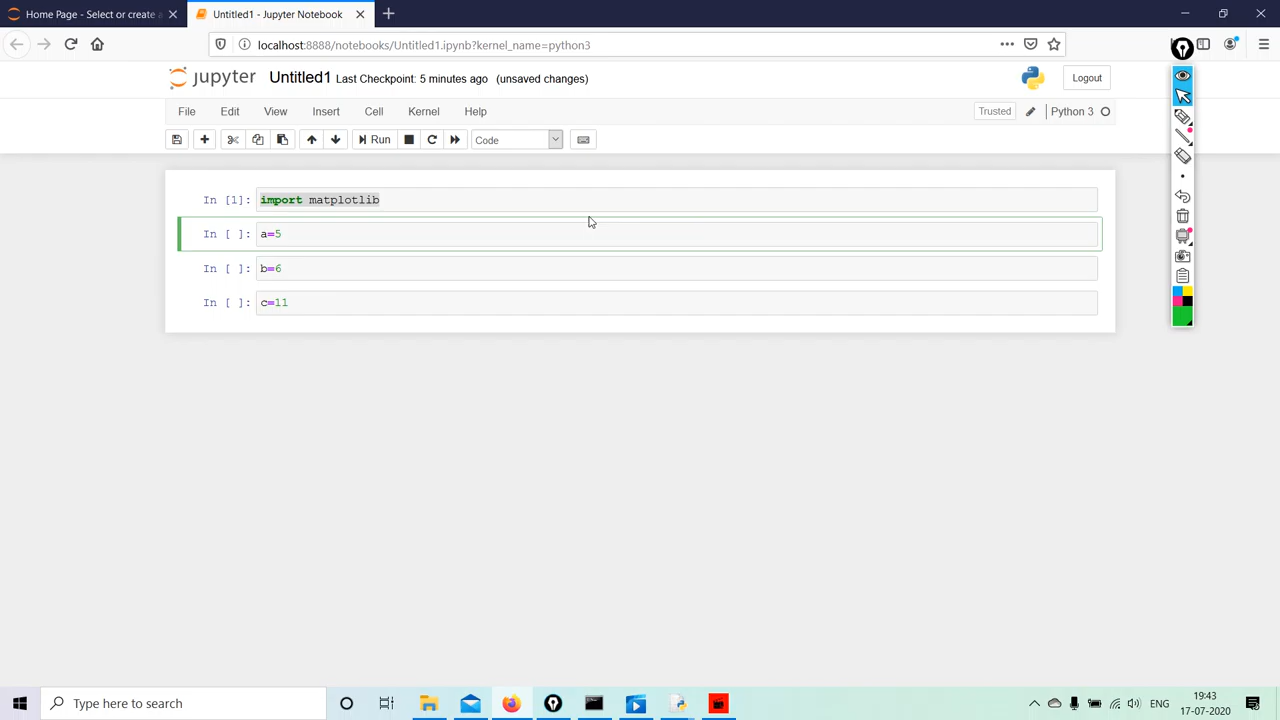 Home Page - Select or create a
Untitled1 - Jupyter Notebook
localhost:8888/notebooks/Untitled1.ipynb?kernel_name=python3
jupyter Untitled1 Last Checkpoint: 5 minutes ago (unsaved changes)
Logout
File Edit View Insert Cell Kernel Help
Trusted
Python 3
Run
Code
In [1]: import matplotlib
In [ ]: a=5
In [ ]: b=6
In [ ]: c=11
Type here to search
ENG
19:43
17-07-2020